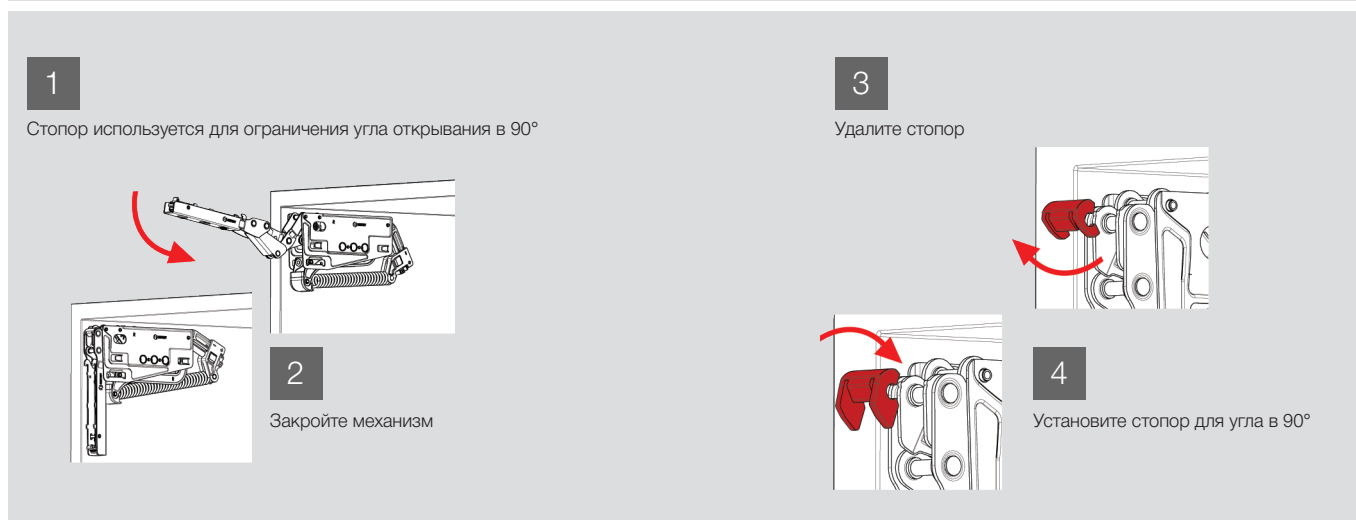 1
Стопор используется для ограничения угла открывания в 90°
2
Закройте механизм
3
Удалите стопор
4
Установите стопор для угла в 90°